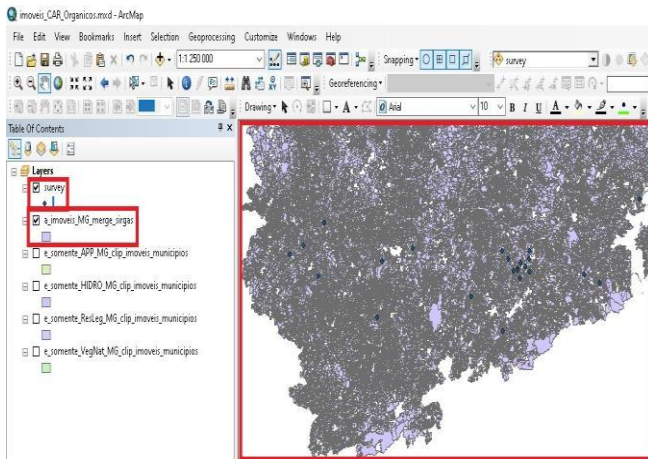 imoveis_CAR_Organicos.mxd - ArcMap
File Edit View Bookmarks Insert Selection Geoprocessing Customize Windows Help
1:1 250 000 Snapping survey
Georeferencing
Drawing Arial 10 B I U A
Table Of Contents
Layers
survey
a_imoveis_MG_merge_sirgas
e_somente_APP_MG_clip_imoveis_municipios
e_somente_HIDRO_MG_clip_imoveis_municipios
e_somente_ResLeg_MG_clip_imoveis_municipios
e_somente_VegNat_MG_clip_imoveis_municipios